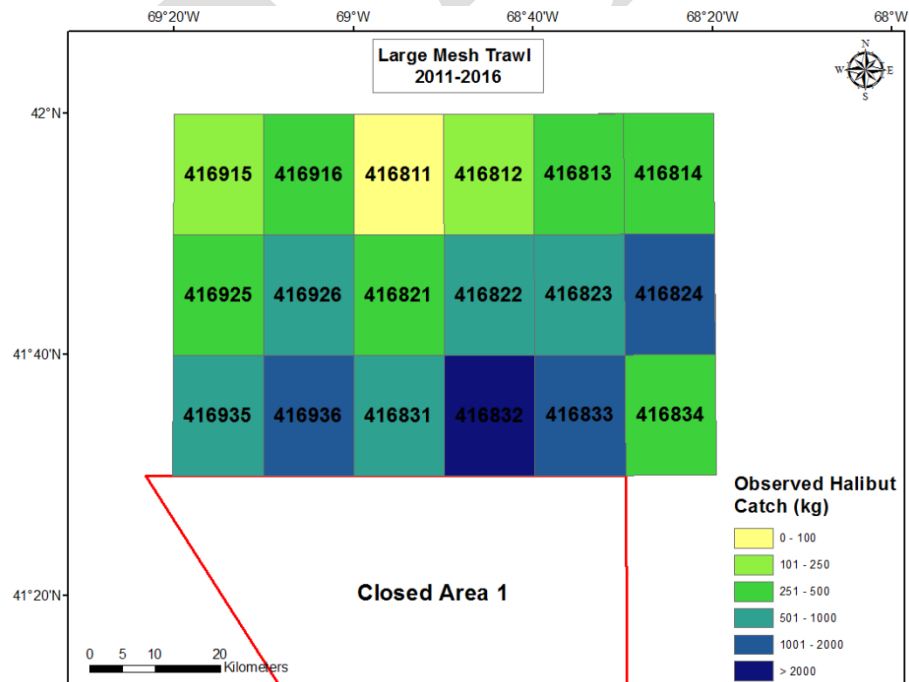 69°20'W 69°W 68°40'W 68°20'W 68°W
Large Mesh Trawl
2011-2016
N
W E
S
42°N
416915 416916 416811 416812 416813 416814
416925 416926 416821 416822 416823 416824
41°40'N
416935 416936 416831 416832 416833 416834
Observed Halibut
Catch (kg)
0 - 100
101 - 250
251 - 500
501 - 1000
1001 - 2000
> 2000
41°20'N
Closed Area 1
0 5 10 20
Kilometers